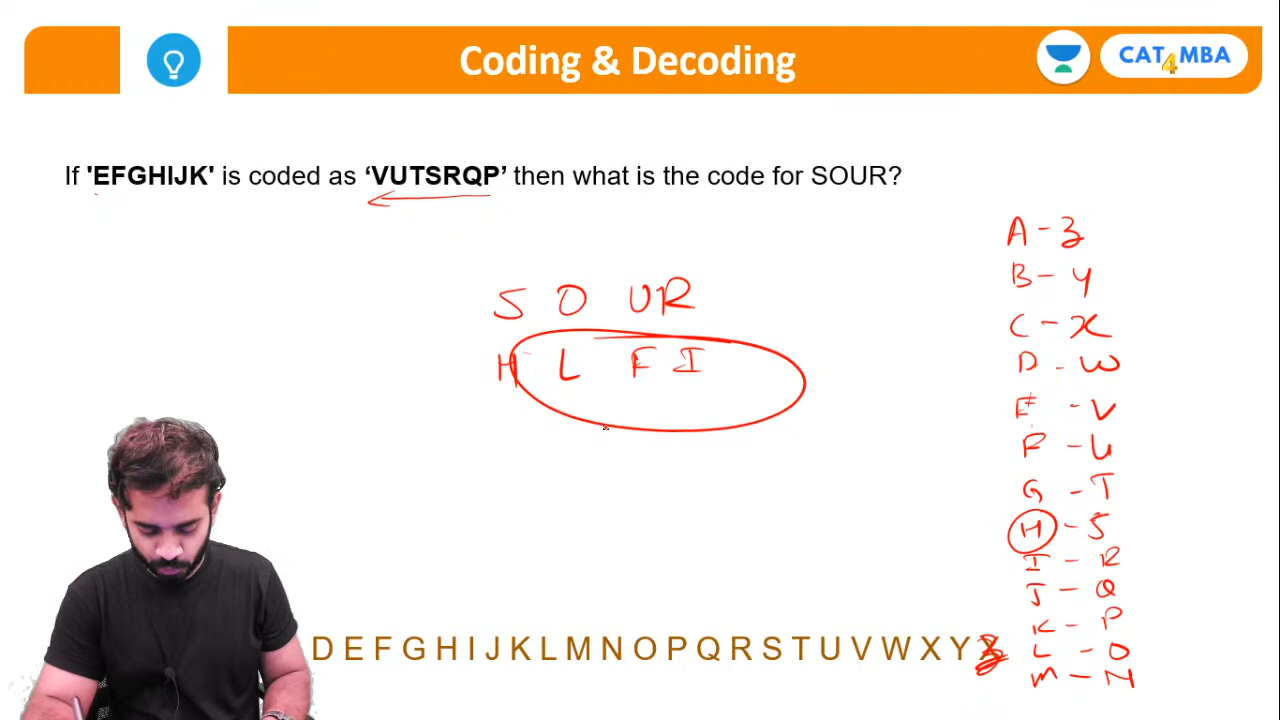 Coding & Decoding
CAT4MBA
If 'EFGHIJK' is coded as ‘VUTSRQP’ then what is the code for SOUR?
S O U R
H L F I
A - Z
B - Y
C - X
D - W
E - V
F - U
G - T
H - S
I - R
J - Q
K - P
L - O
M - N
D E F G H I J K L M N O P Q R S T U V W X Y